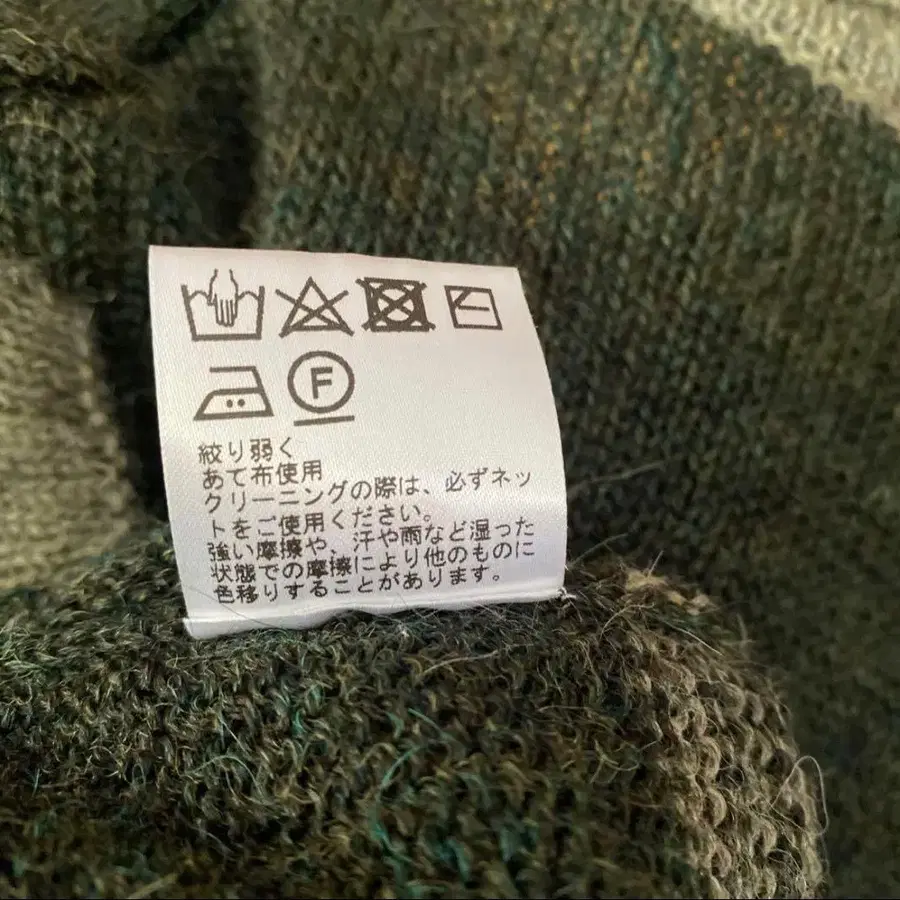 F
絞り弱く
あて布使用
クリーニングの際は、必ずネッ
トをご使用ください。
強い摩擦や、汗や雨など湿った
状態での摩擦により他のものに
色移りすることがあります。